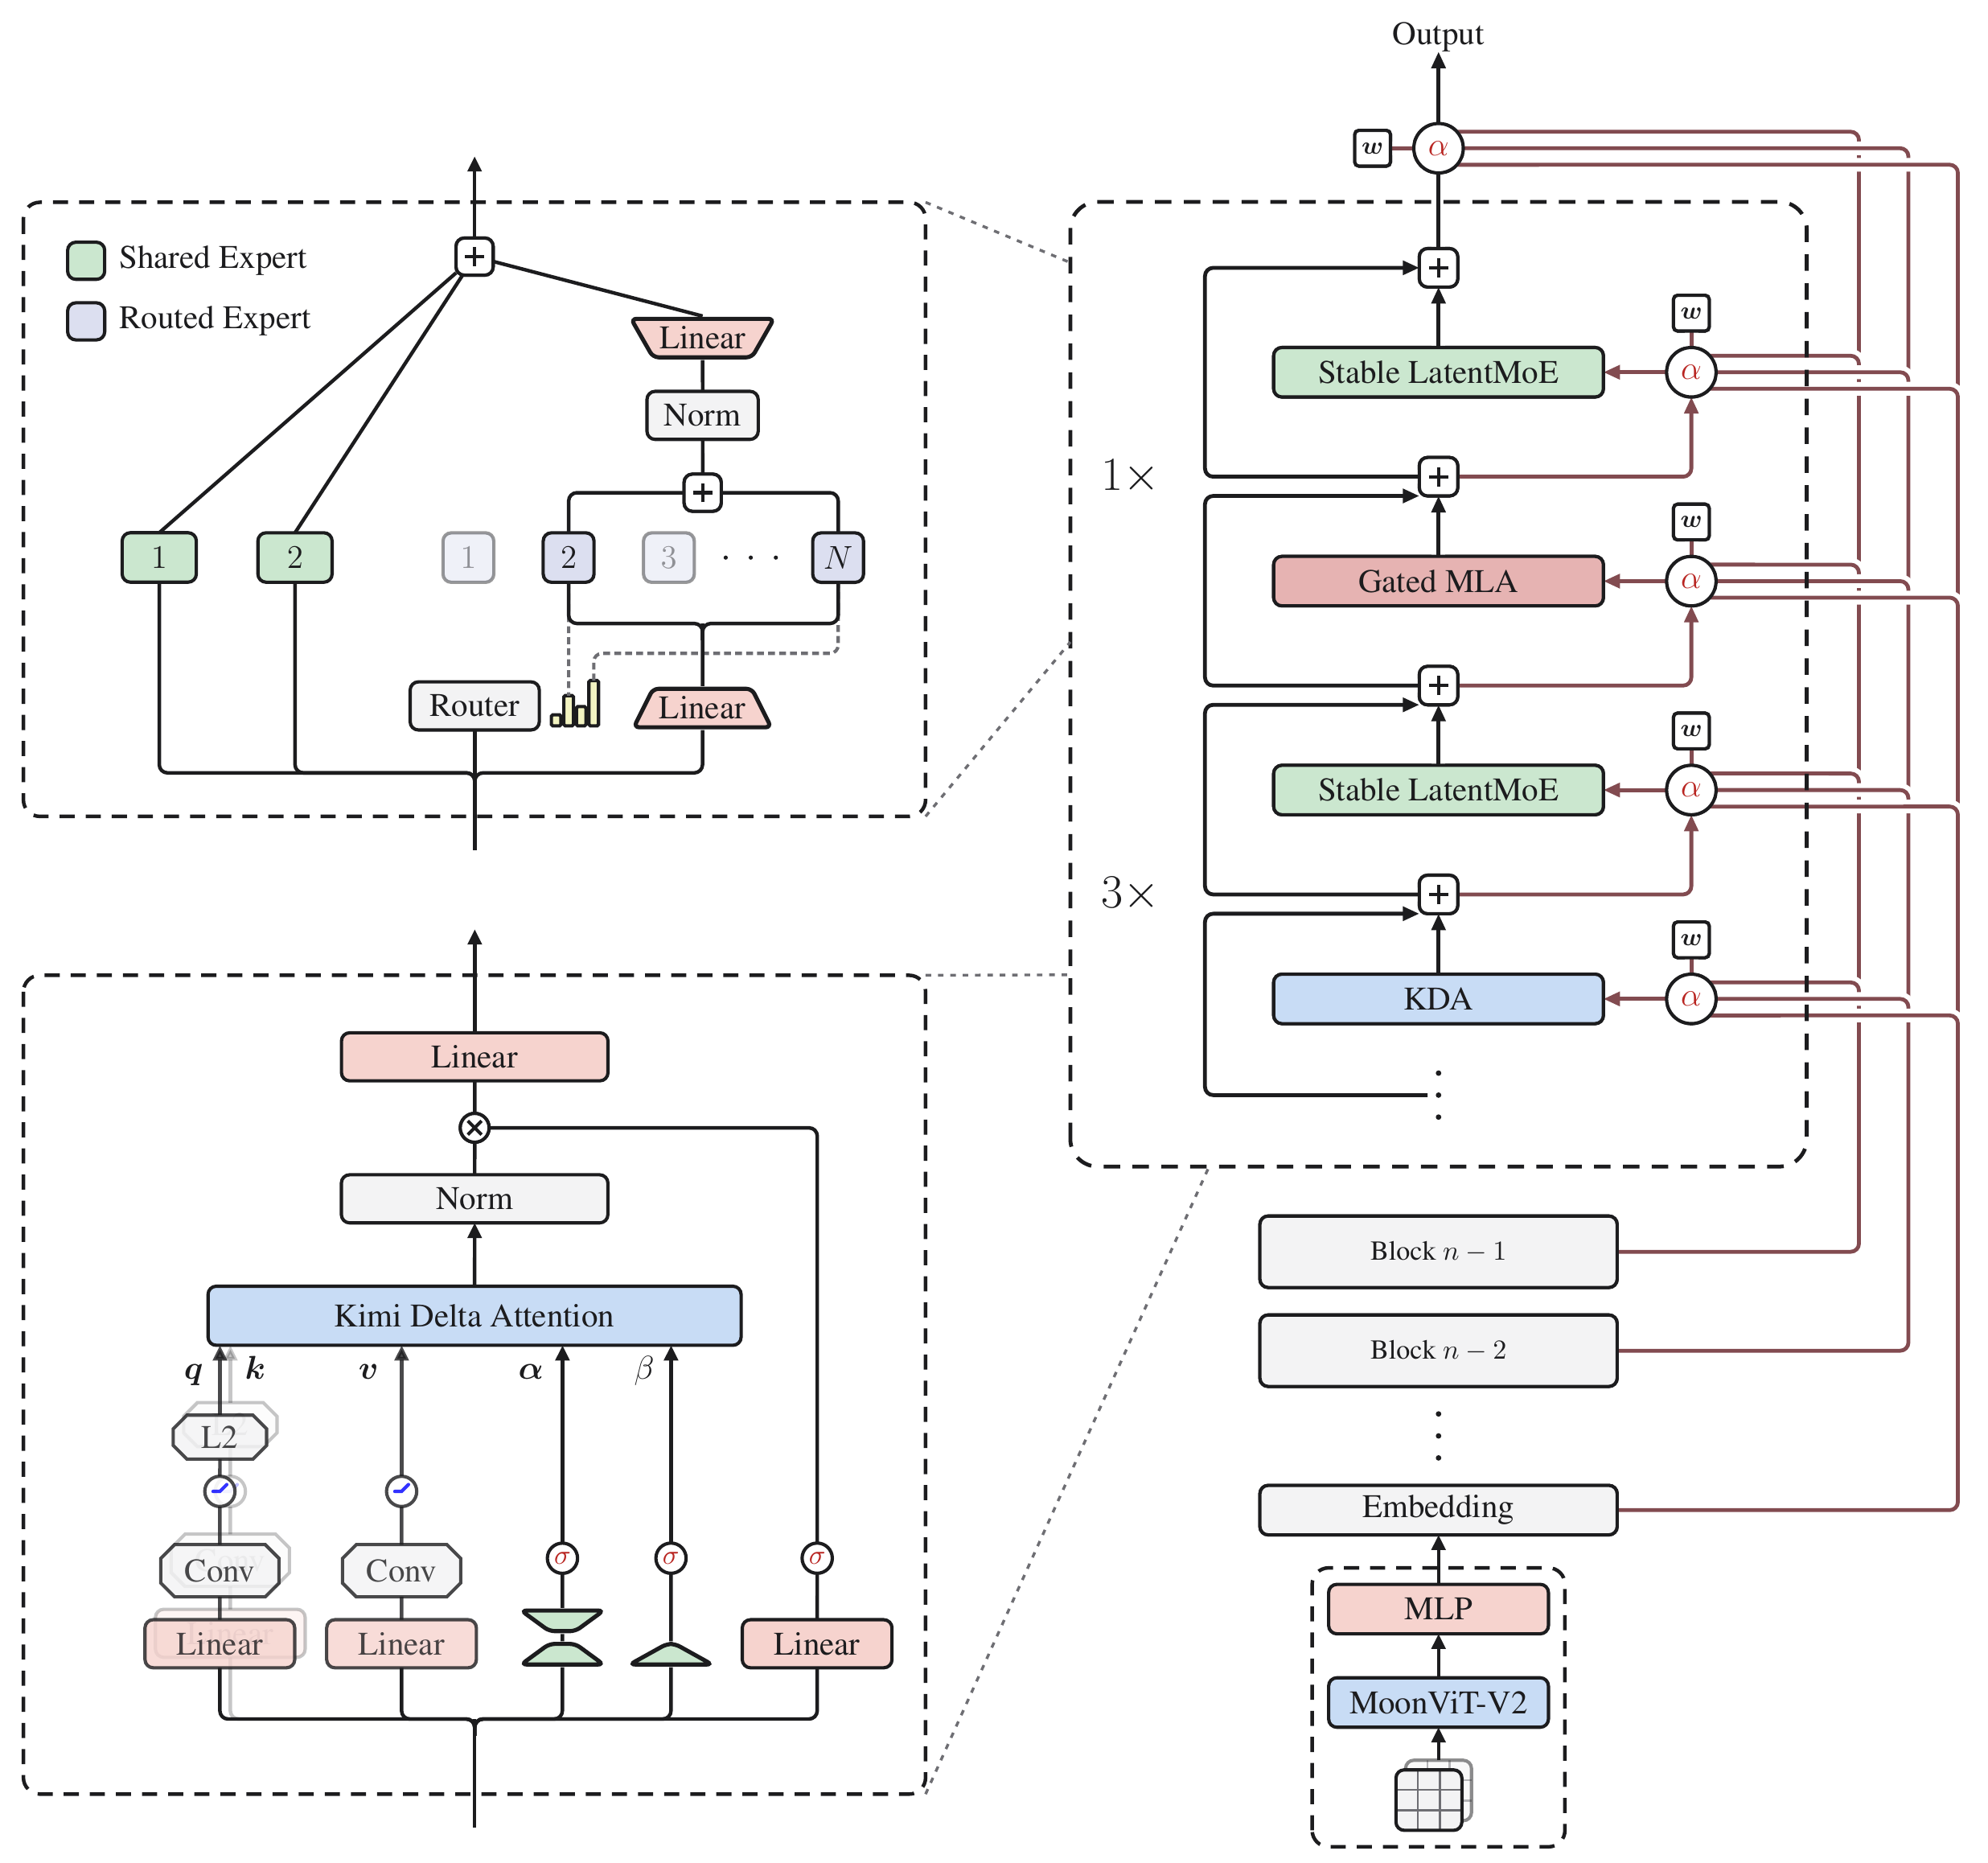 Output
w α
Shared Expert
Routed Expert
+
Linear
Norm
+
1 2 1 2 3 · · · N
Router
Linear
+
w
Stable LatentMoE α
1×
+
w
Gated MLA α
+
w
Stable LatentMoE α
3×
+
w
KDA α
Linear
Norm
Kimi Delta Attention
q k v α β
L2
Conv Conv σ σ σ
Linear Linear Linear
Block n − 1
Block n − 2
Embedding
MLP
MoonViT-V2